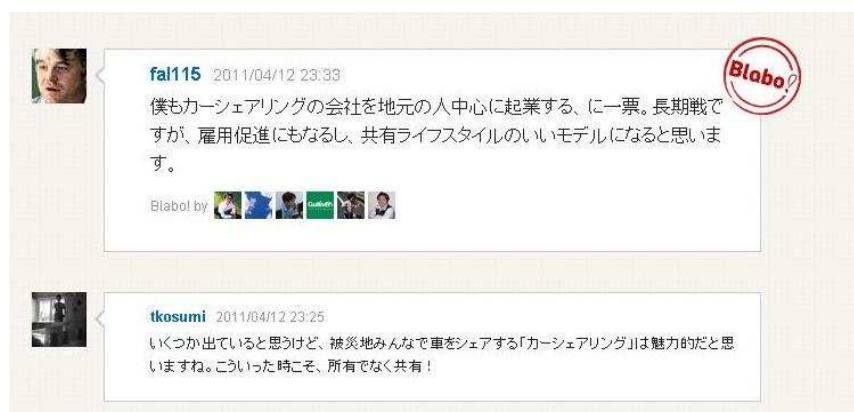 fal115 2011/04/12 23:33
Blabo!
僕もカーシェアリングの会社を地元の人中心に起業する、に一票。長期戦で
すが、雇用促進にもなるし、共有ライフスタイルのいいモデルになると思いま
す。
Blabo! by
tkosumi 2011/04/12 23:25
いくつか出ていると思うけど、被災地みんなで車をシェアする「カーシェアリング」は魅力的だと思
いますね。こういった時こそ、所有でなく共有！